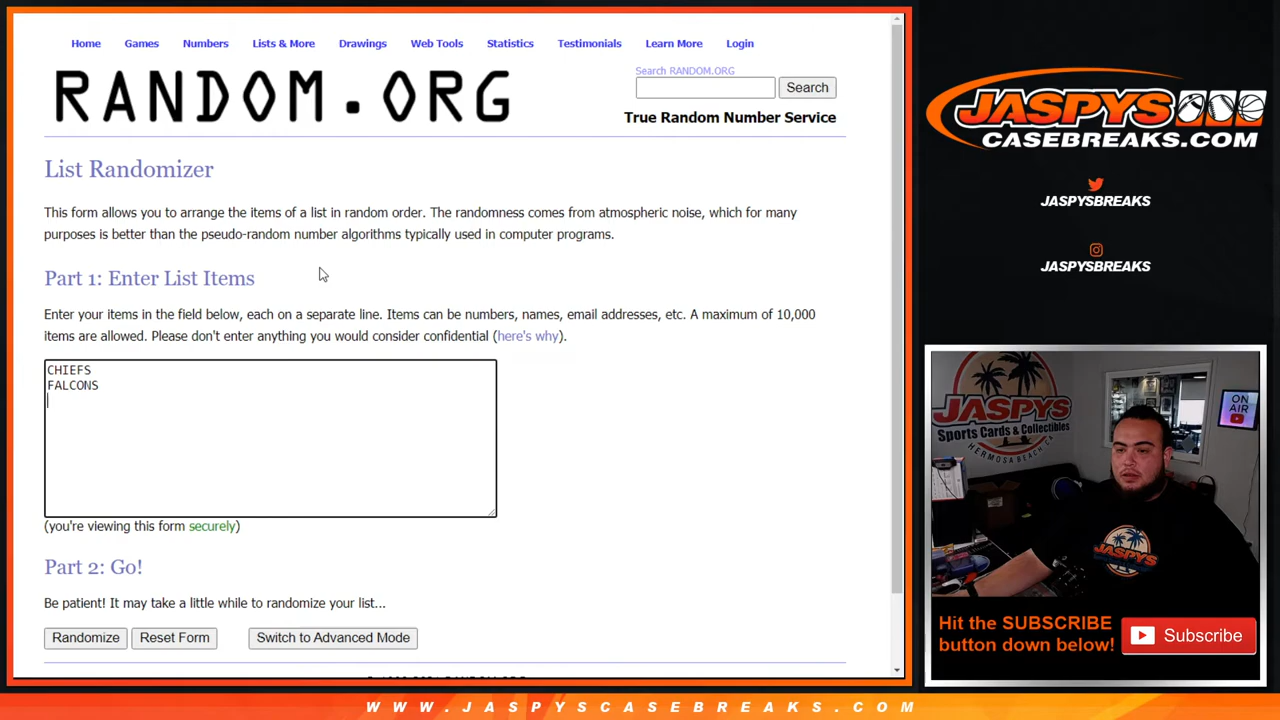 Home Games Numbers Lists & More Drawings Web Tools Statistics Testimonials Learn More Login
RANDOM.ORG
Search RANDOM.ORG
Search
True Random Number Service
List Randomizer
This form allows you to arrange the items of a list in random order. The randomness comes from atmospheric noise, which for many
purposes is better than the pseudo-random number algorithms typically used in computer programs.
Part 1: Enter List Items
Enter your items in the field below, each on a separate line. Items can be numbers, names, email addresses, etc. A maximum of 10,000
items are allowed. Please don't enter anything you would consider confidential (here's why).
CHIEFS
FALCONS
(you're viewing this form securely)
Part 2: Go!
Be patient! It may take a little while to randomize your list...
Randomize Reset Form Switch to Advanced Mode
JASPYS
CASEBREAKS.COM
JASPYSBREAKS
JASPYSBREAKS
JASPYS
Sports Cards & Collectibles
HERMOSA BEACH CA
ON
AIR
JASPYS
Hit the SUBSCRIBE
button down below!
Subscribe
WWW.JASPYSCASEBREAKS.COM